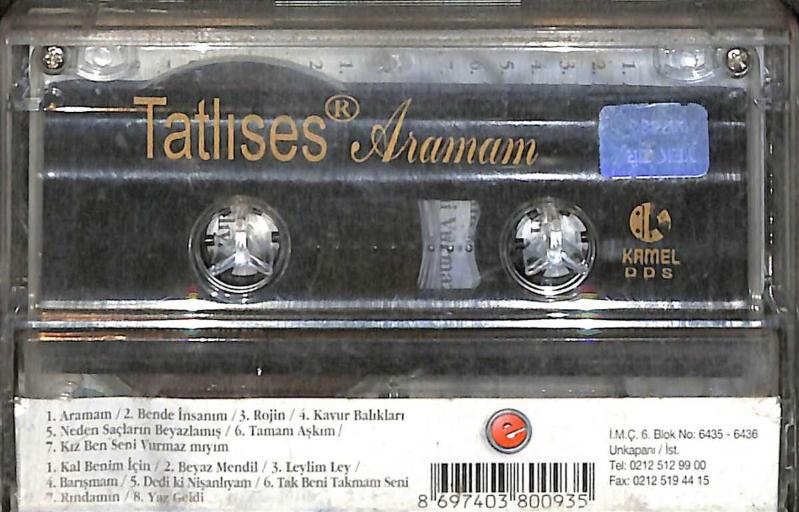 Tatlıses® Aramam
KAMEL
DDS
1. Aramam / 2. Bende İnsanım / 3. Rojin / 4. Kavur Balıkları
5. Neden Saçların Beyazlamış / 6. Tamam Aşkım /
7. Kız Ben Seni Vurmaz mıyım
1. Kal Benim İçin / 2. Beyaz Mendil / 3. Leylim Ley /
4. Barışmam / 5. Dedi ki Nişanlıyam / 6. Tak Beni Takmam Seni
7. Rındamın / 8. Yaz Geldi
e
8 697403 800935
İ.M.Ç. 6. Blok No: 6435 - 6436
Unkapanı / İst.
Tel: 0212 512 99 00
Fax: 0212 519 44 15